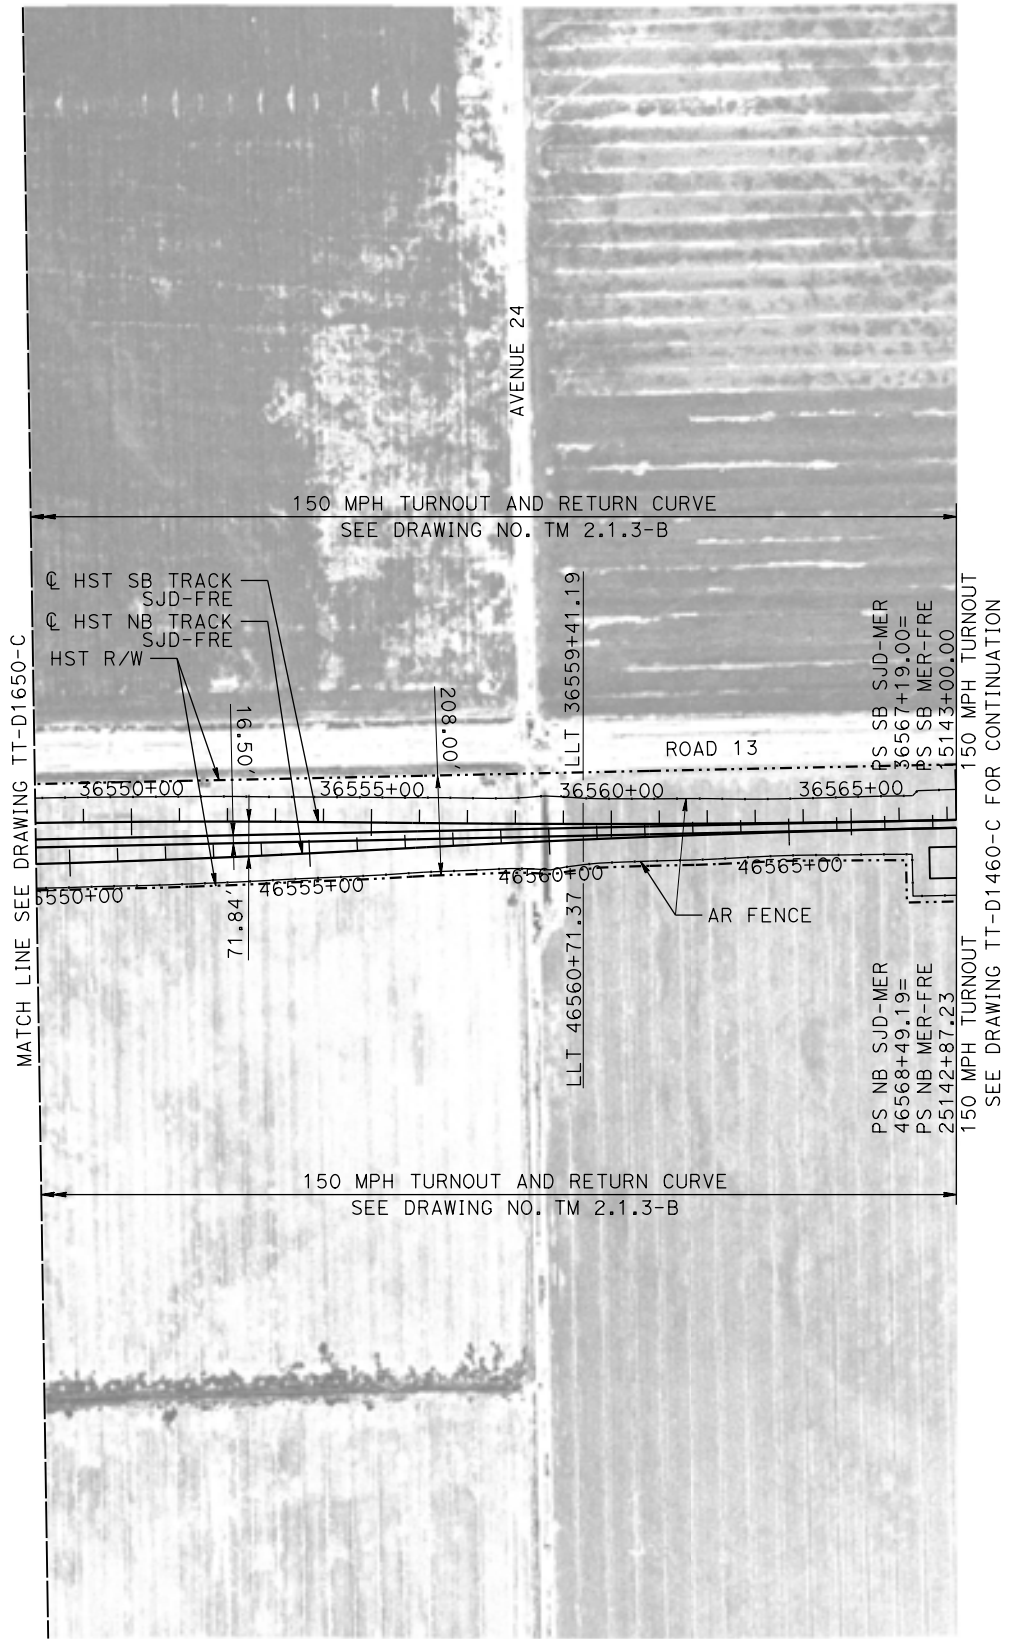 AVENUE 24
150 MPH TURNOUT AND RETURN CURVE
SEE DRAWING NO. TM 2.1.3-B
℄ HST SB TRACK
SJD-FRE
℄ HST NB TRACK
SJD-FRE
HST R/W
MATCH LINE SEE DRAWING TT-D1650-C
16.50'
208.00'
71.84'
LLT 36559+41.19
ROAD 13
PS SB SJD-MER
36567+19.00=
PS SB MER-FRE
15143+00.00
150 MPH TURNOUT
SEE DRAWING TT-D1460-C FOR CONTINUATION
36550+00
36555+00
36560+00
36565+00
5550+00
46555+00
46560+00
46565+00
AR FENCE
LLT 46560+71.37
PS NB SJD-MER
46568+49.19=
PS NB MER-FRE
25142+87.23
150 MPH TURNOUT
150 MPH TURNOUT AND RETURN CURVE
SEE DRAWING NO. TM 2.1.3-B